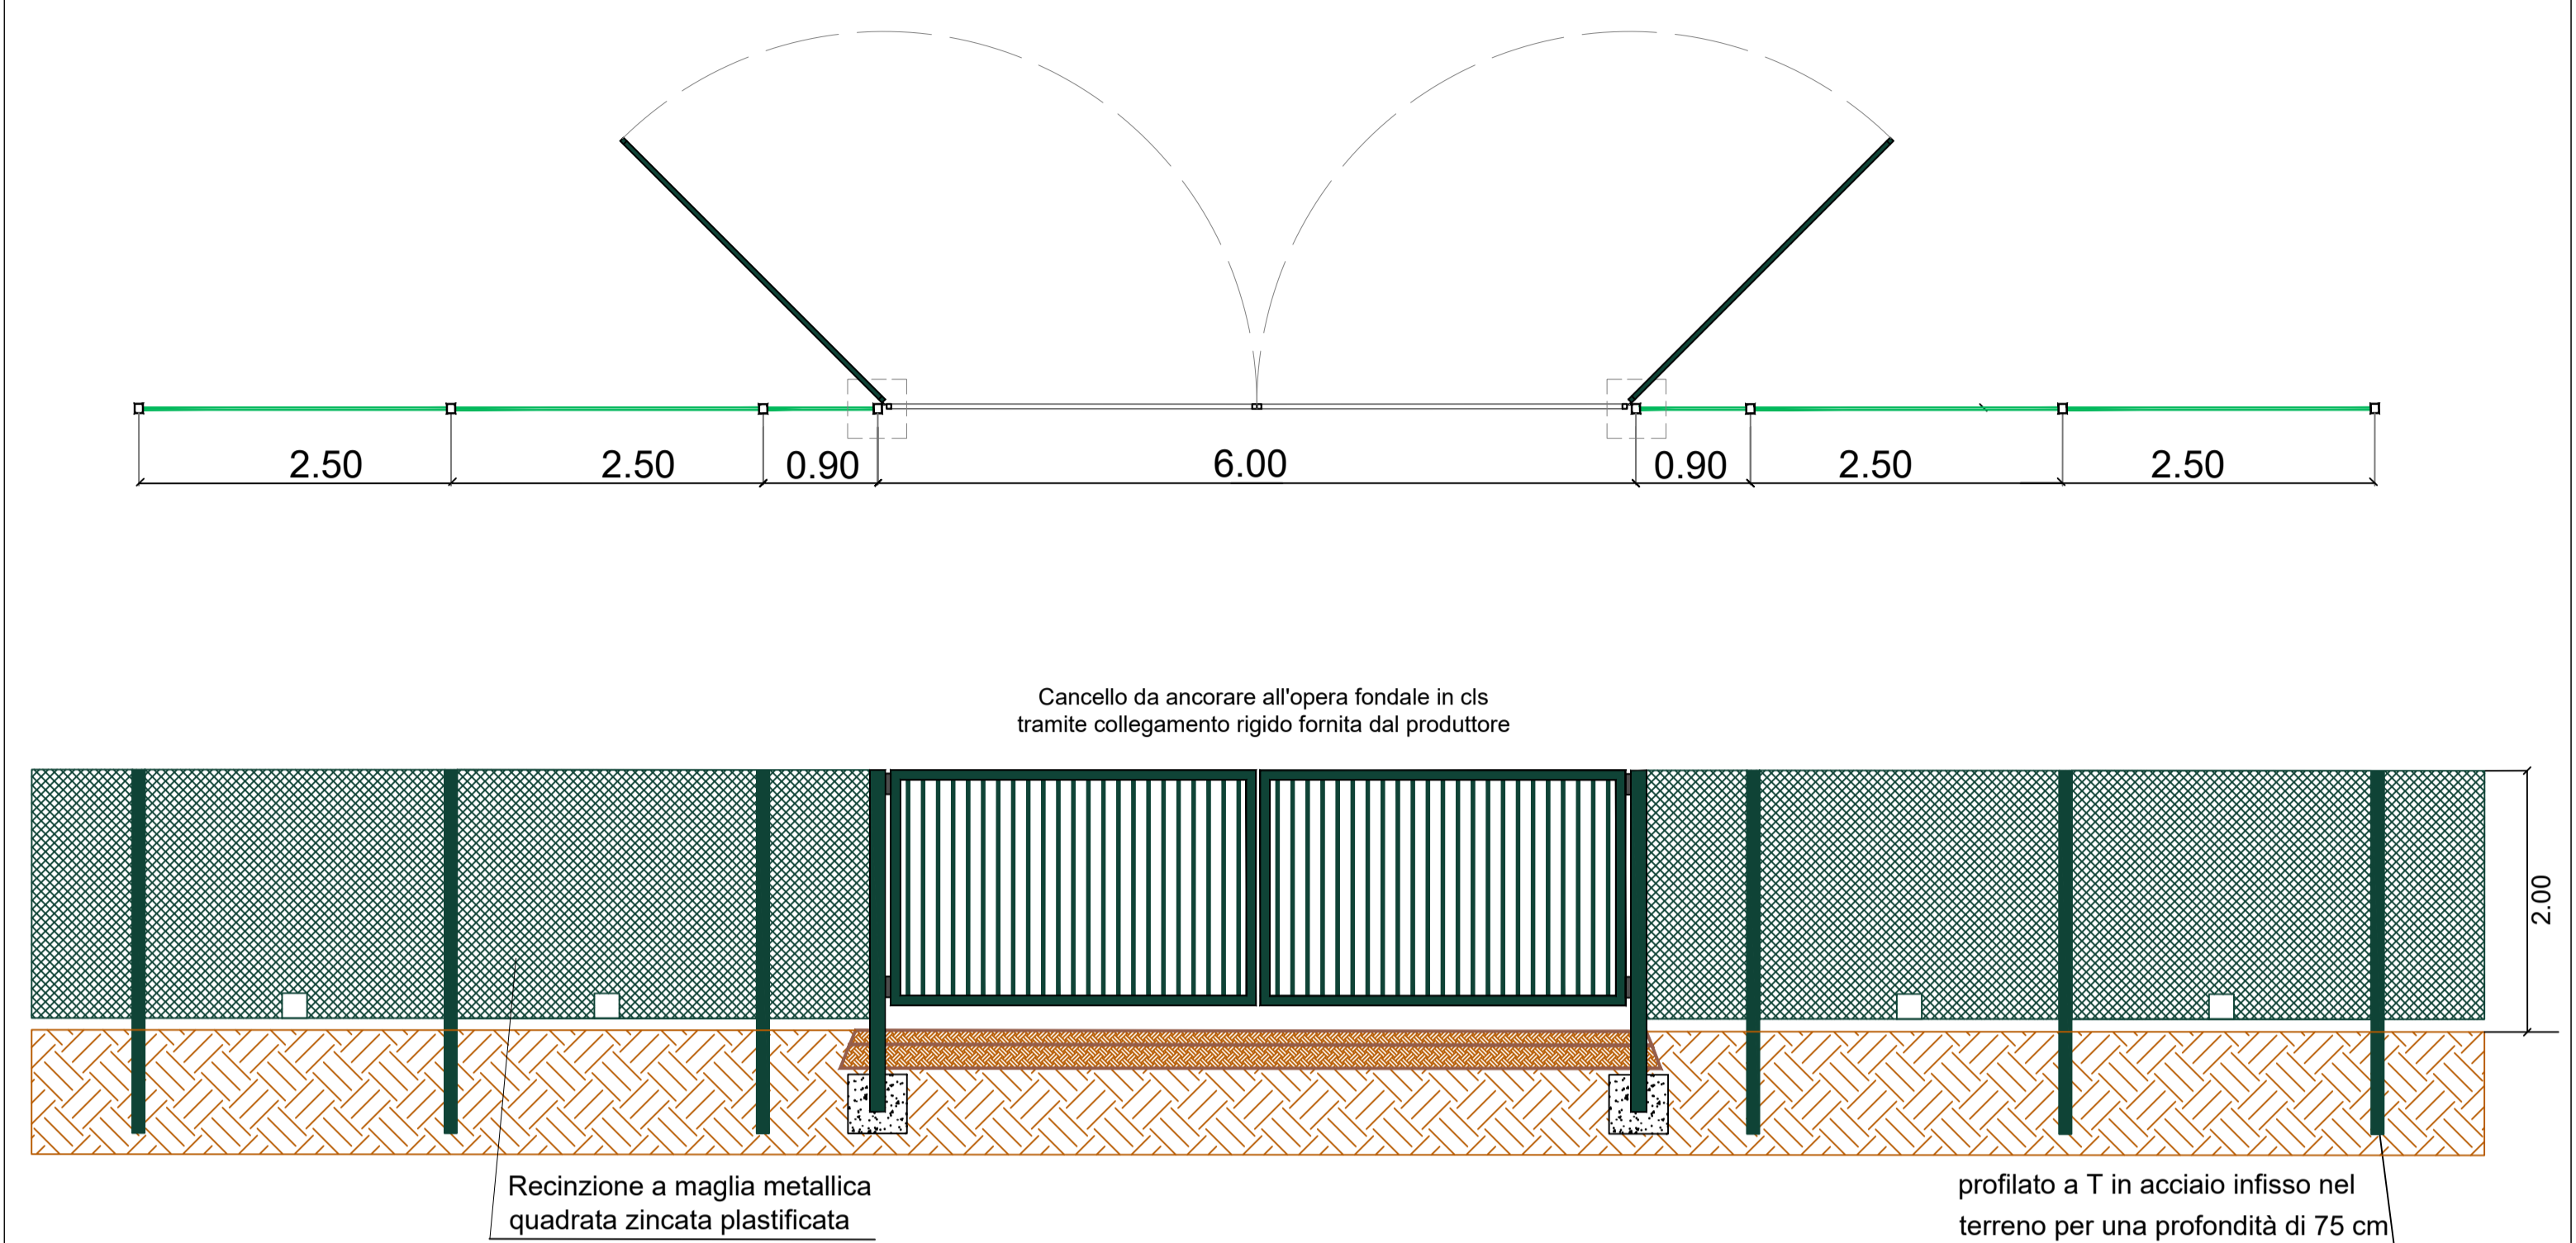 2.50
2.50
0.90
6.00
0.90
2.50
2.50
Cancello da ancorare all'opera fondale in cls
tramite collegamento rigido fornita dal produttore
2.00
Recinzione a maglia metallica
quadrata zincata plastificata
profilato a T in acciaio infisso nel
terreno per una profondità di 75 cm